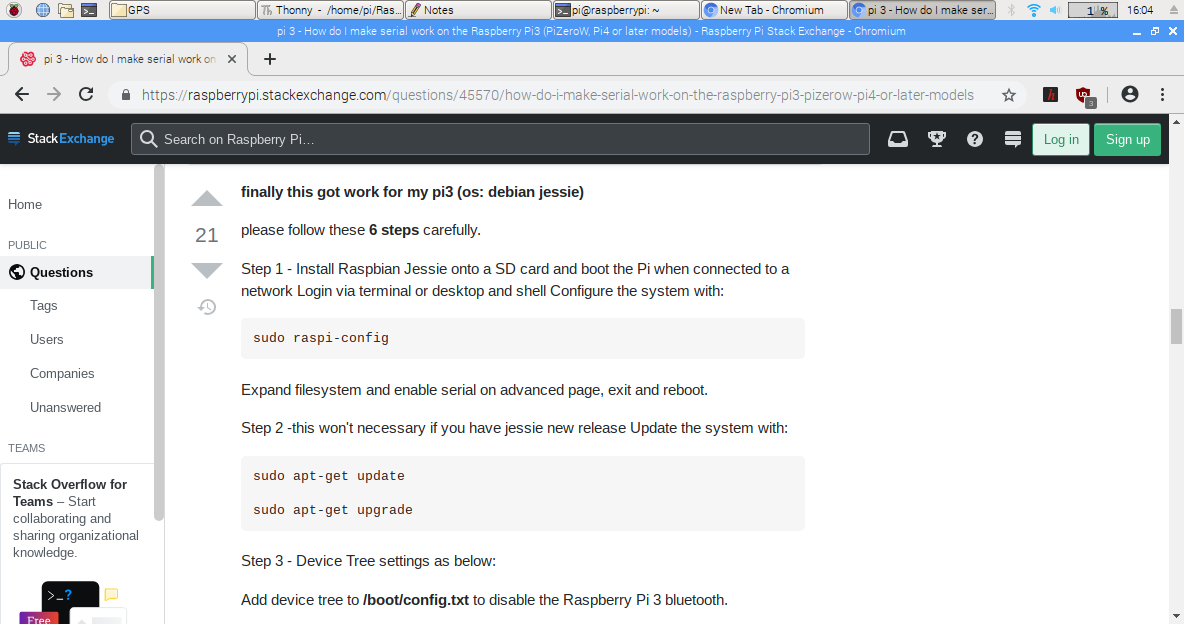 GPS
Thonny - /home/pi/Ras...
Notes
pi@raspberrypi: ~
New Tab - Chromium
pi 3 - How do I make ser...
16:04
pi 3 - How do I make serial work on the Raspberry Pi3 (PiZeroW, Pi4 or later models) - Raspberry Pi Stack Exchange - Chromium
pi 3 - How do I make serial work on
https://raspberrypi.stackexchange.com/questions/45570/how-do-i-make-serial-work-on-the-raspberry-pi3-pizerow-pi4-or-later-models
3
StackExchange
Search on Raspberry Pi…
Log in
Sign up
Home
PUBLIC
Questions
Tags
Users
Companies
Unanswered
TEAMS
Stack Overflow for
Teams – Start
collaborating and
sharing organizational
knowledge.
>_?
Free
21
finally this got work for my pi3 (os: debian jessie)
please follow these 6 steps carefully.
Step 1 - Install Raspbian Jessie onto a SD card and boot the Pi when connected to a
network Login via terminal or desktop and shell Configure the system with:
sudo raspi-config
Expand filesystem and enable serial on advanced page, exit and reboot.
Step 2 -this won't necessary if you have jessie new release Update the system with:
sudo apt-get update
sudo apt-get upgrade
Step 3 - Device Tree settings as below:
Add device tree to /boot/config.txt to disable the Raspberry Pi 3 bluetooth.